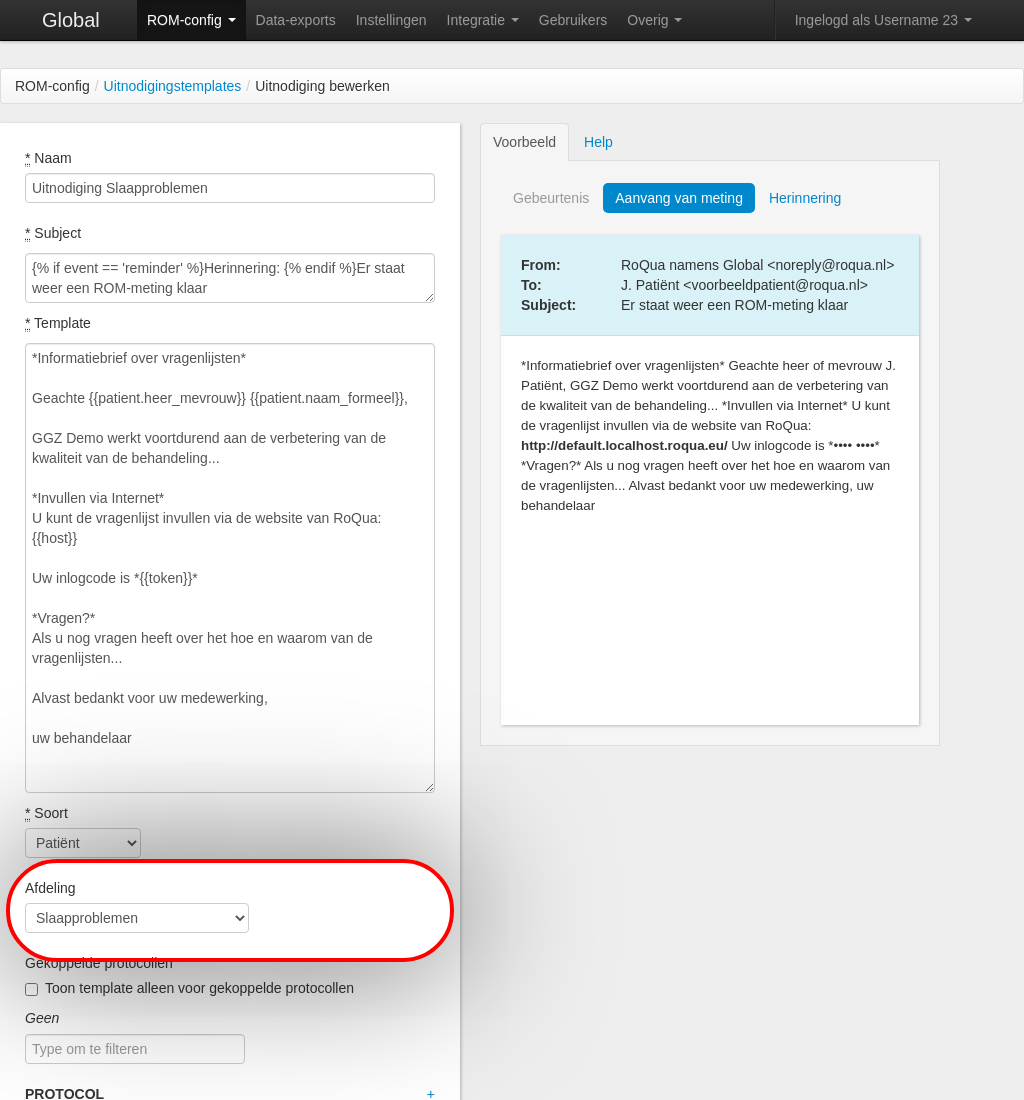 Global ROM-config Data-exports Instellingen Integratie Gebruikers Overig Ingelogd als Username 23
ROM-config / Uitnodigingstemplates / Uitnodiging bewerken
* Naam
Uitnodiging Slaapproblemen
* Subject
{% if event == 'reminder' %}Herinnering: {% endif %}Er staat
weer een ROM-meting klaar
* Template
*Informatiebrief over vragenlijsten*
Geachte {{patient.heer_mevrouw}} {{patient.naam_formeel}},
GGZ Demo werkt voortdurend aan de verbetering van de
kwaliteit van de behandeling...
*Invullen via Internet*
U kunt de vragenlijst invullen via de website van RoQua:
{{host}}
Uw inlogcode is *{{token}}*
*Vragen?*
Als u nog vragen heeft over het hoe en waarom van de
vragenlijsten...
Alvast bedankt voor uw medewerking,
uw behandelaar
* Soort
Patiënt
Afdeling
Slaapproblemen
Gekoppelde protocollen
Toon template alleen voor gekoppelde protocollen
Geen
Type om te filteren
PROTOCOL +
Voorbeeld Help
Gebeurtenis Aanvang van meting Herinnering
From: RoQua namens Global <noreply@roqua.nl>
To: J. Patiënt <voorbeeldpatient@roqua.nl>
Subject: Er staat weer een ROM-meting klaar
*Informatiebrief over vragenlijsten* Geachte heer of mevrouw J.
Patiënt, GGZ Demo werkt voortdurend aan de verbetering van
de kwaliteit van de behandeling... *Invullen via Internet* U kunt
de vragenlijst invullen via de website van RoQua:
http://default.localhost.roqua.eu/ Uw inlogcode is *•••• ••••*
*Vragen?* Als u nog vragen heeft over het hoe en waarom van
de vragenlijsten... Alvast bedankt voor uw medewerking, uw
behandelaar